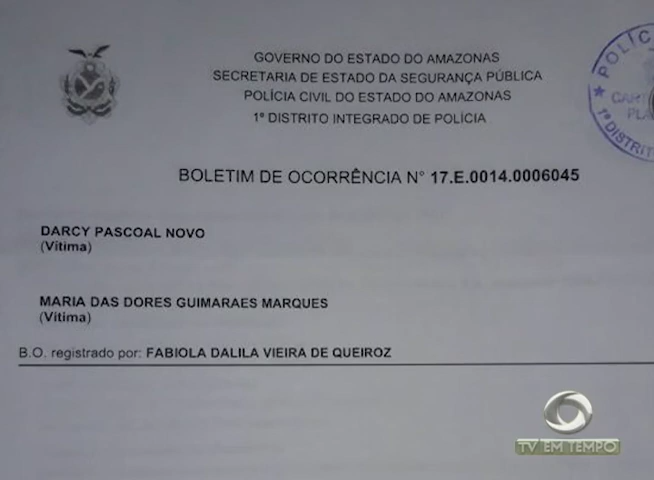 GOVERNO DO ESTADO DO AMAZONAS
SECRETARIA DE ESTADO DA SEGURANÇA PÚBLICA
POLÍCIA CIVIL DO ESTADO DO AMAZONAS
1º DISTRITO INTEGRADO DE POLÍCIA
BOLETIM DE OCORRÊNCIA N° 17.E.0014.0006045
DARCY PASCOAL NOVO
(Vítima)
MARIA DAS DORES GUIMARAES MARQUES
(Vítima)
B.O. registrado por: FABIOLA DALILA VIEIRA DE QUEIROZ
TV EM TEMPO